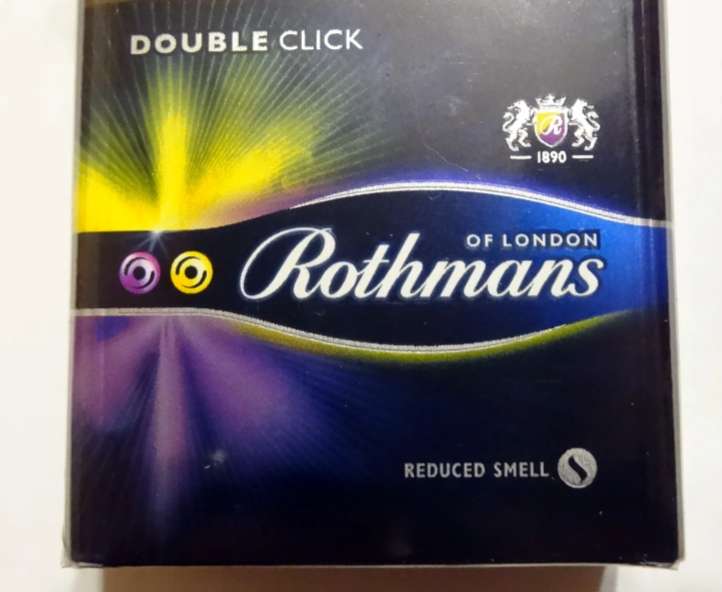 DOUBLE CLICK
R
1890
OF LONDON
Rothmans
REDUCED SMELL